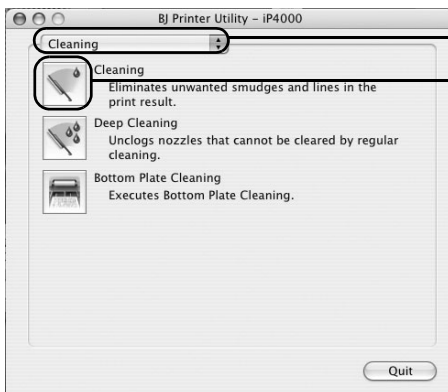 BJ Printer Utility – iP4000
Cleaning
Cleaning
Eliminates unwanted smudges and lines in the
print result.
Deep Cleaning
Unclogs nozzles that cannot be cleared by regular
cleaning.
Bottom Plate Cleaning
Executes Bottom Plate Cleaning.
Quit